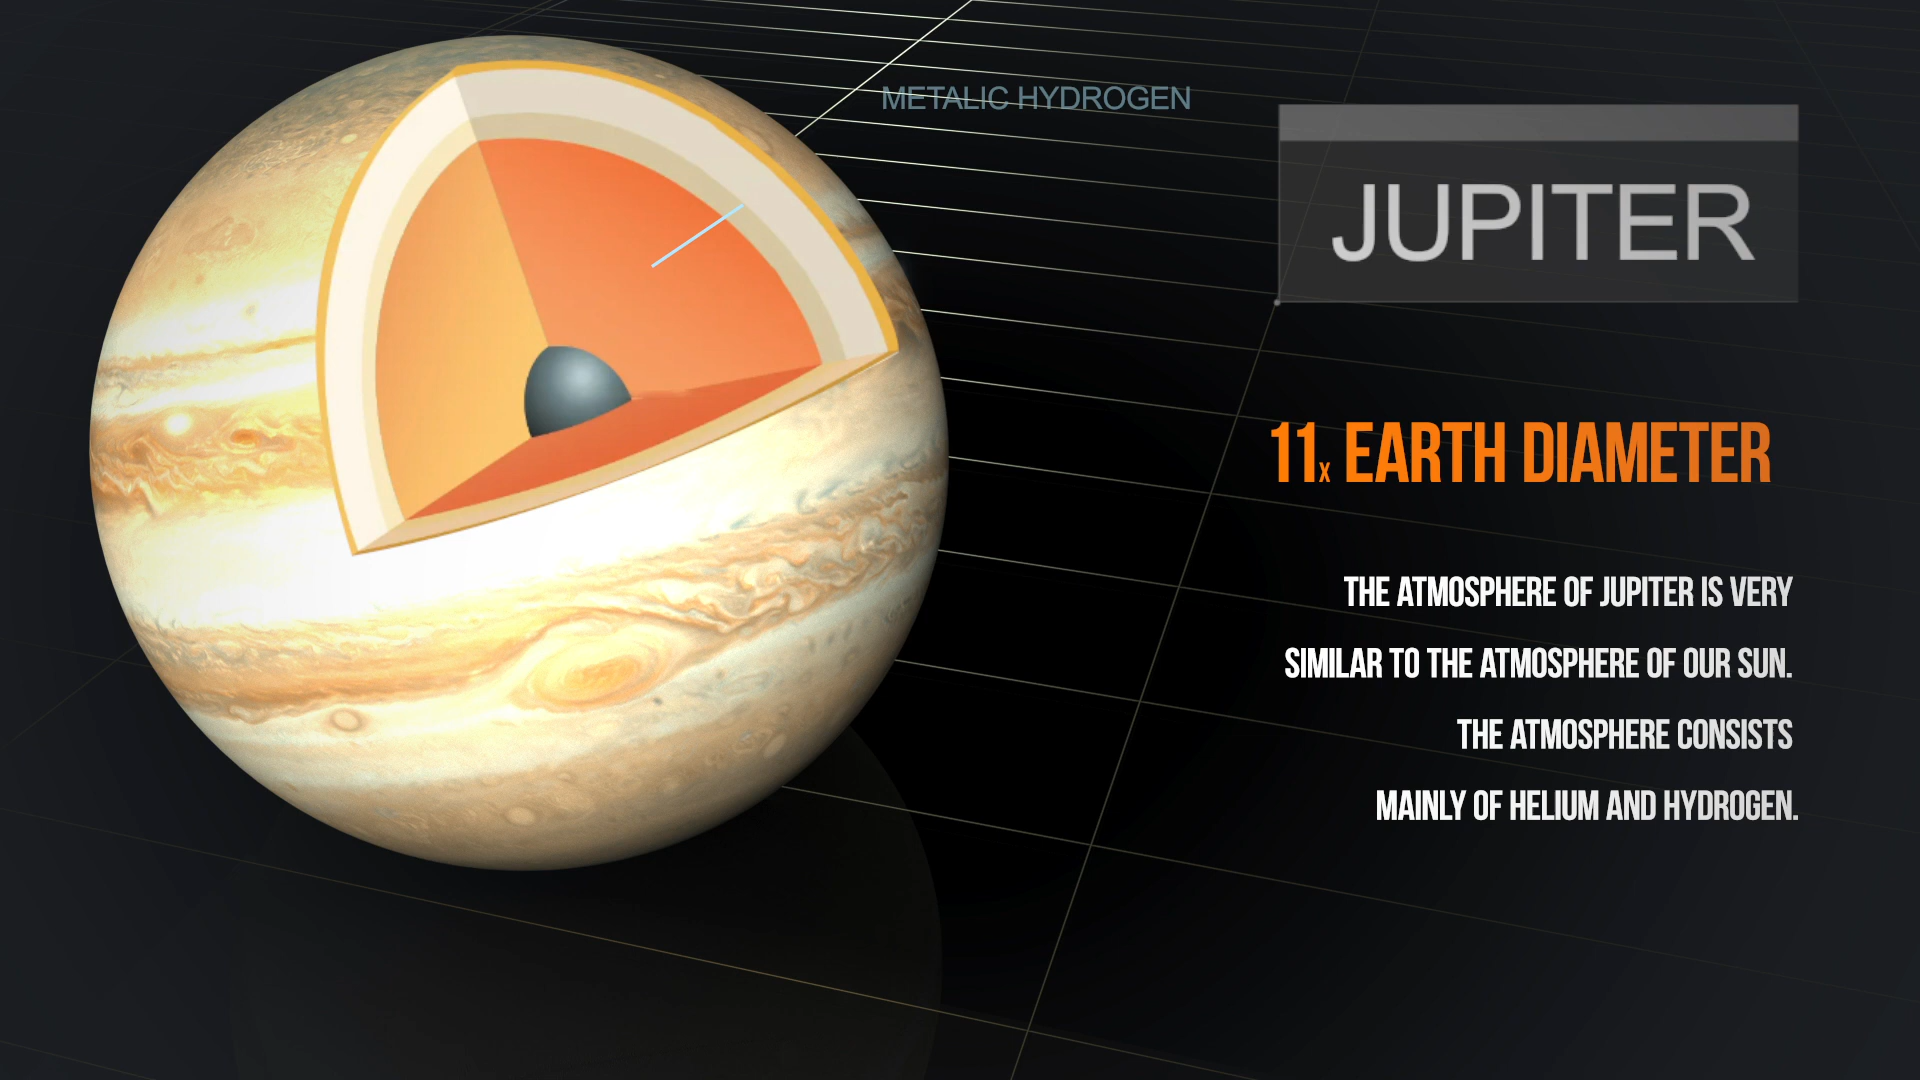 METALIC HYDROGEN
JUPITER
11x EARTH DIAMETER
THE ATMOSPHERE OF JUPITER IS VERY
SIMILAR TO THE ATMOSPHERE OF OUR SUN.
THE ATMOSPHERE CONSISTS
MAINLY OF HELIUM AND HYDROGEN.